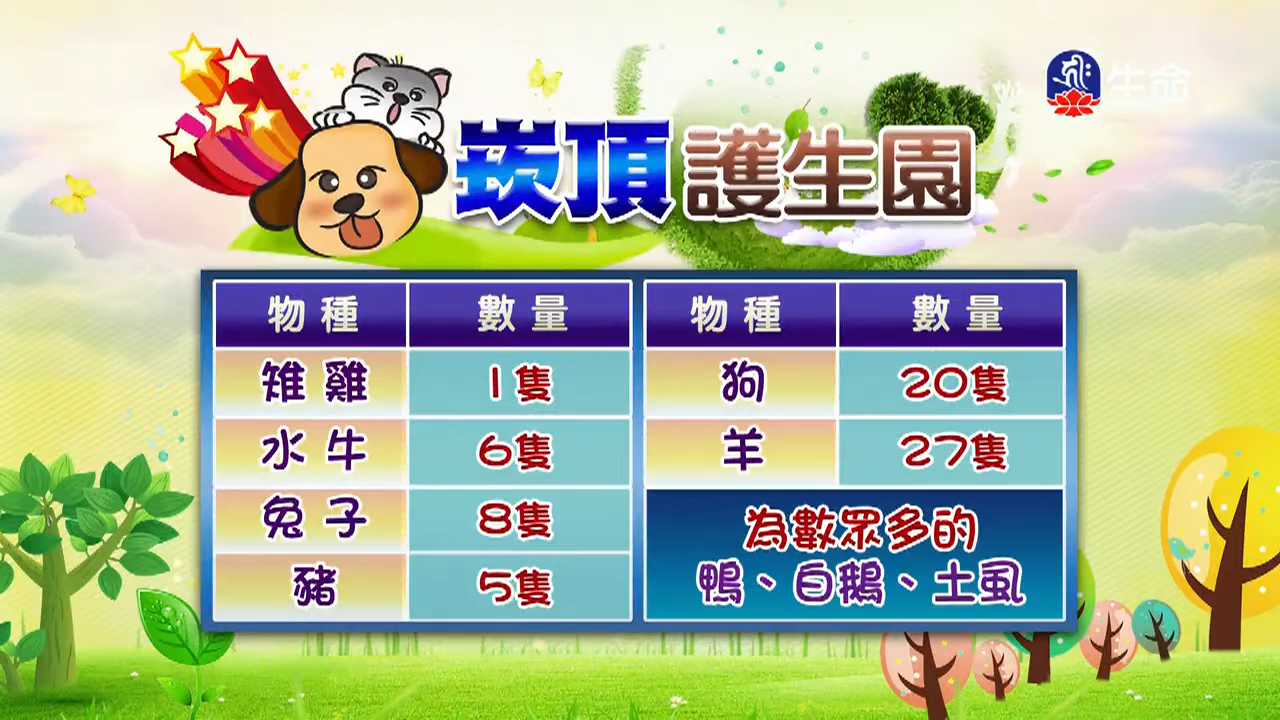 生命
崁頂護生園
物種 數量 物種 數量
雉雞 1隻 狗 20隻
水牛 6隻 羊 27隻
兔子 8隻 為數眾多的
豬 5隻 鴨、白鵝、土虱